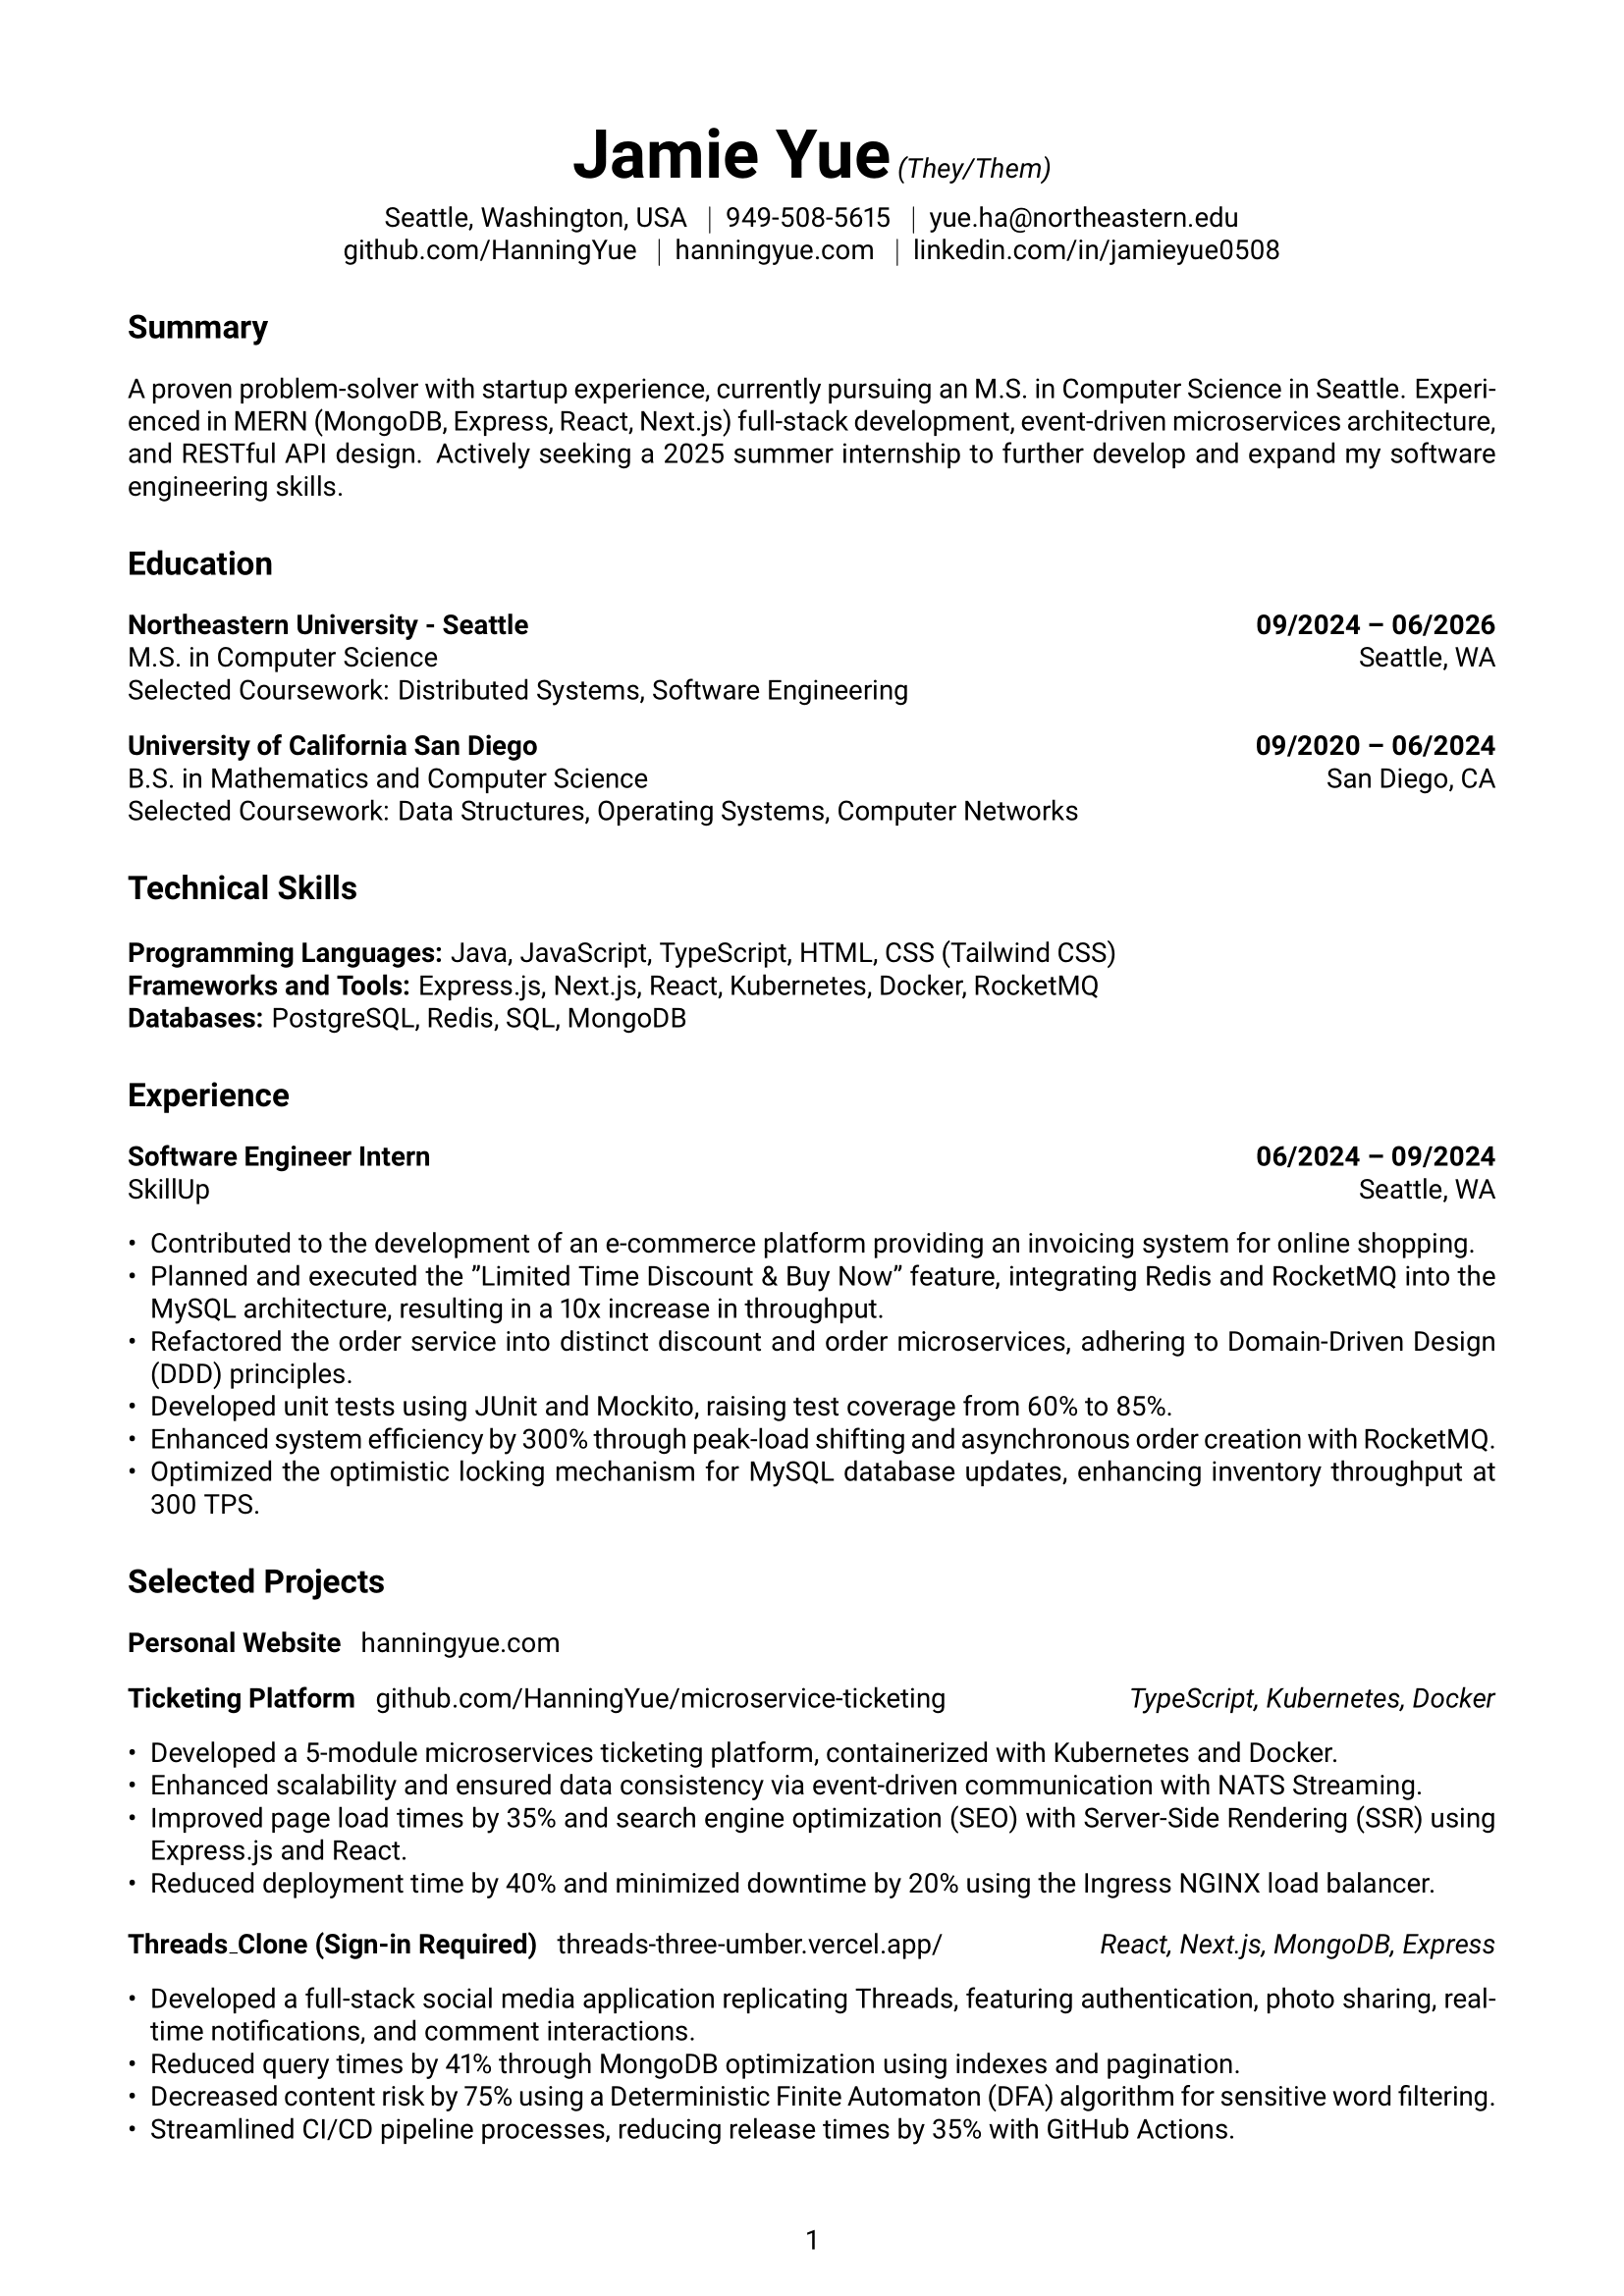 Jamie Yue (They/Them)
Seattle, Washington, USA | 949-508-5615 | yue.ha@northeastern.edu
github.com/HanningYue | hanningyue.com | linkedin.com/in/jamieyue0508
Summary
A proven problem-solver with startup experience, currently pursuing an M.S. in Computer Science in Seattle. Experi-
enced in MERN (MongoDB, Express, React, Next.js) full-stack development, event-driven microservices architecture,
and RESTful API design. Actively seeking a 2025 summer internship to further develop and expand my software
engineering skills.
Education
Northeastern University - Seattle 09/2024 – 06/2026
M.S. in Computer Science Seattle, WA
Selected Coursework: Distributed Systems, Software Engineering
University of California San Diego 09/2020 – 06/2024
B.S. in Mathematics and Computer Science San Diego, CA
Selected Coursework: Data Structures, Operating Systems, Computer Networks
Technical Skills
Programming Languages: Java, JavaScript, TypeScript, HTML, CSS (Tailwind CSS)
Frameworks and Tools: Express.js, Next.js, React, Kubernetes, Docker, RocketMQ
Databases: PostgreSQL, Redis, SQL, MongoDB
Experience
Software Engineer Intern 06/2024 – 09/2024
SkillUp Seattle, WA
• Contributed to the development of an e-commerce platform providing an invoicing system for online shopping.
• Planned and executed the ”Limited Time Discount & Buy Now” feature, integrating Redis and RocketMQ into the
MySQL architecture, resulting in a 10x increase in throughput.
• Refactored the order service into distinct discount and order microservices, adhering to Domain-Driven Design
(DDD) principles.
• Developed unit tests using JUnit and Mockito, raising test coverage from 60% to 85%.
• Enhanced system efficiency by 300% through peak-load shifting and asynchronous order creation with RocketMQ.
• Optimized the optimistic locking mechanism for MySQL database updates, enhancing inventory throughput at
300 TPS.
Selected Projects
Personal Website hanningyue.com
Ticketing Platform github.com/HanningYue/microservice-ticketing TypeScript, Kubernetes, Docker
• Developed a 5-module microservices ticketing platform, containerized with Kubernetes and Docker.
• Enhanced scalability and ensured data consistency via event-driven communication with NATS Streaming.
• Improved page load times by 35% and search engine optimization (SEO) with Server-Side Rendering (SSR) using
Express.js and React.
• Reduced deployment time by 40% and minimized downtime by 20% using the Ingress NGINX load balancer.
Threads_Clone (Sign-in Required) threads-three-umber.vercel.app/ React, Next.js, MongoDB, Express
• Developed a full-stack social media application replicating Threads, featuring authentication, photo sharing, real-
time notifications, and comment interactions.
• Reduced query times by 41% through MongoDB optimization using indexes and pagination.
• Decreased content risk by 75% using a Deterministic Finite Automaton (DFA) algorithm for sensitive word filtering.
• Streamlined CI/CD pipeline processes, reducing release times by 35% with GitHub Actions.
1